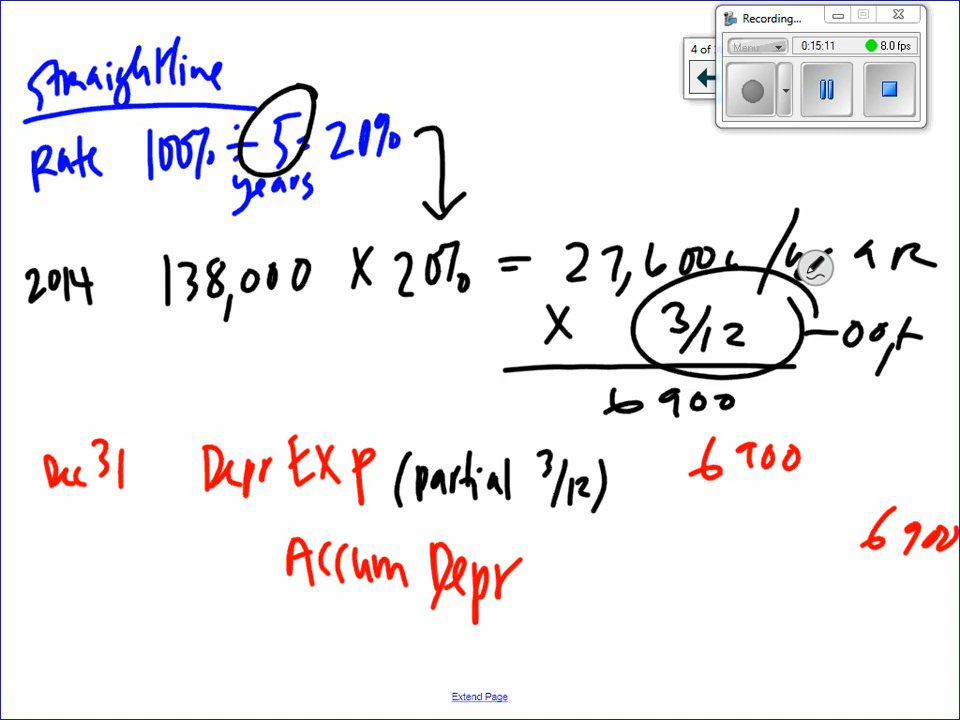 Recording...
Menu
0:15:11
8.0 fps
4 of
Straightline
Rate 100% ÷ 5 = 20%
years
2014 138,000 X 20% = 27,600 /year
X 3/12
6900
Dec 31 Depr Exp (partial 3/12) 6900
6900
Accum Depr
Extend Page